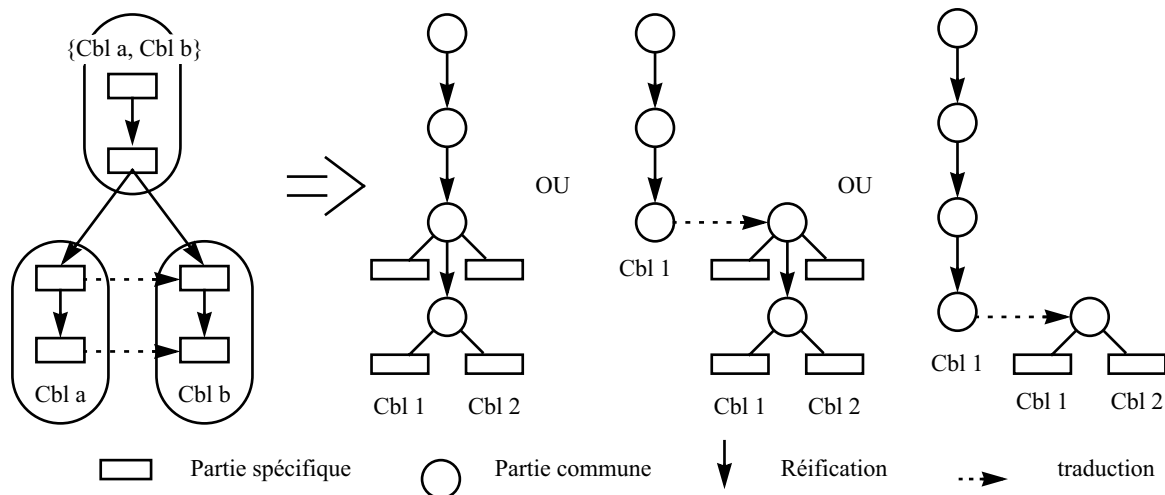 {Cbl a, Cbl b}
OU
OU
Cbl 1
Cbl 1
Cbl a
Cbl b
Cbl 1
Cbl 2
Cbl 1
Cbl 2
Cbl 1
Cbl 2
Partie spécifique
Partie commune
Réification
traduction